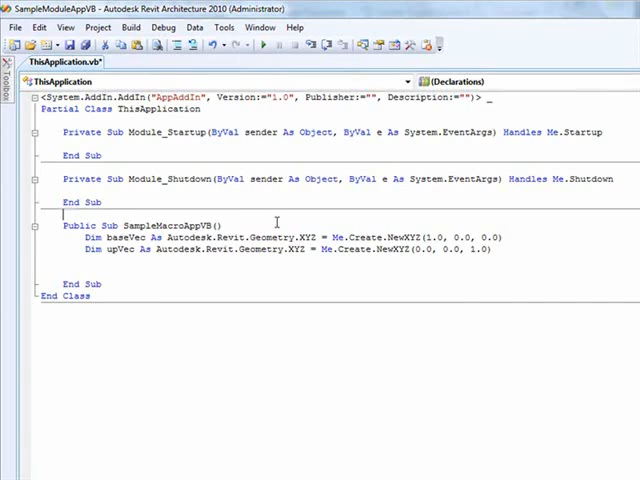 SampleModuleAppVB - Autodesk Revit Architecture 2010 (Administrator)
File Edit View Project Build Debug Data Tools Window Help
ThisApplication.vb*
Toolbox
ThisApplication (Declarations)
<System.AddIn.AddIn("AppAddIn", Version:="1.0", Publisher:="", Description:="")> _
Partial Class ThisApplication
Private Sub Module_Startup(ByVal sender As Object, ByVal e As System.EventArgs) Handles Me.Startup
End Sub
Private Sub Module_Shutdown(ByVal sender As Object, ByVal e As System.EventArgs) Handles Me.Shutdown
End Sub
Public Sub SampleMacroAppVB()
Dim baseVec As Autodesk.Revit.Geometry.XYZ = Me.Create.NewXYZ(1.0, 0.0, 0.0)
Dim upVec As Autodesk.Revit.Geometry.XYZ = Me.Create.NewXYZ(0.0, 0.0, 1.0)
End Sub
End Class